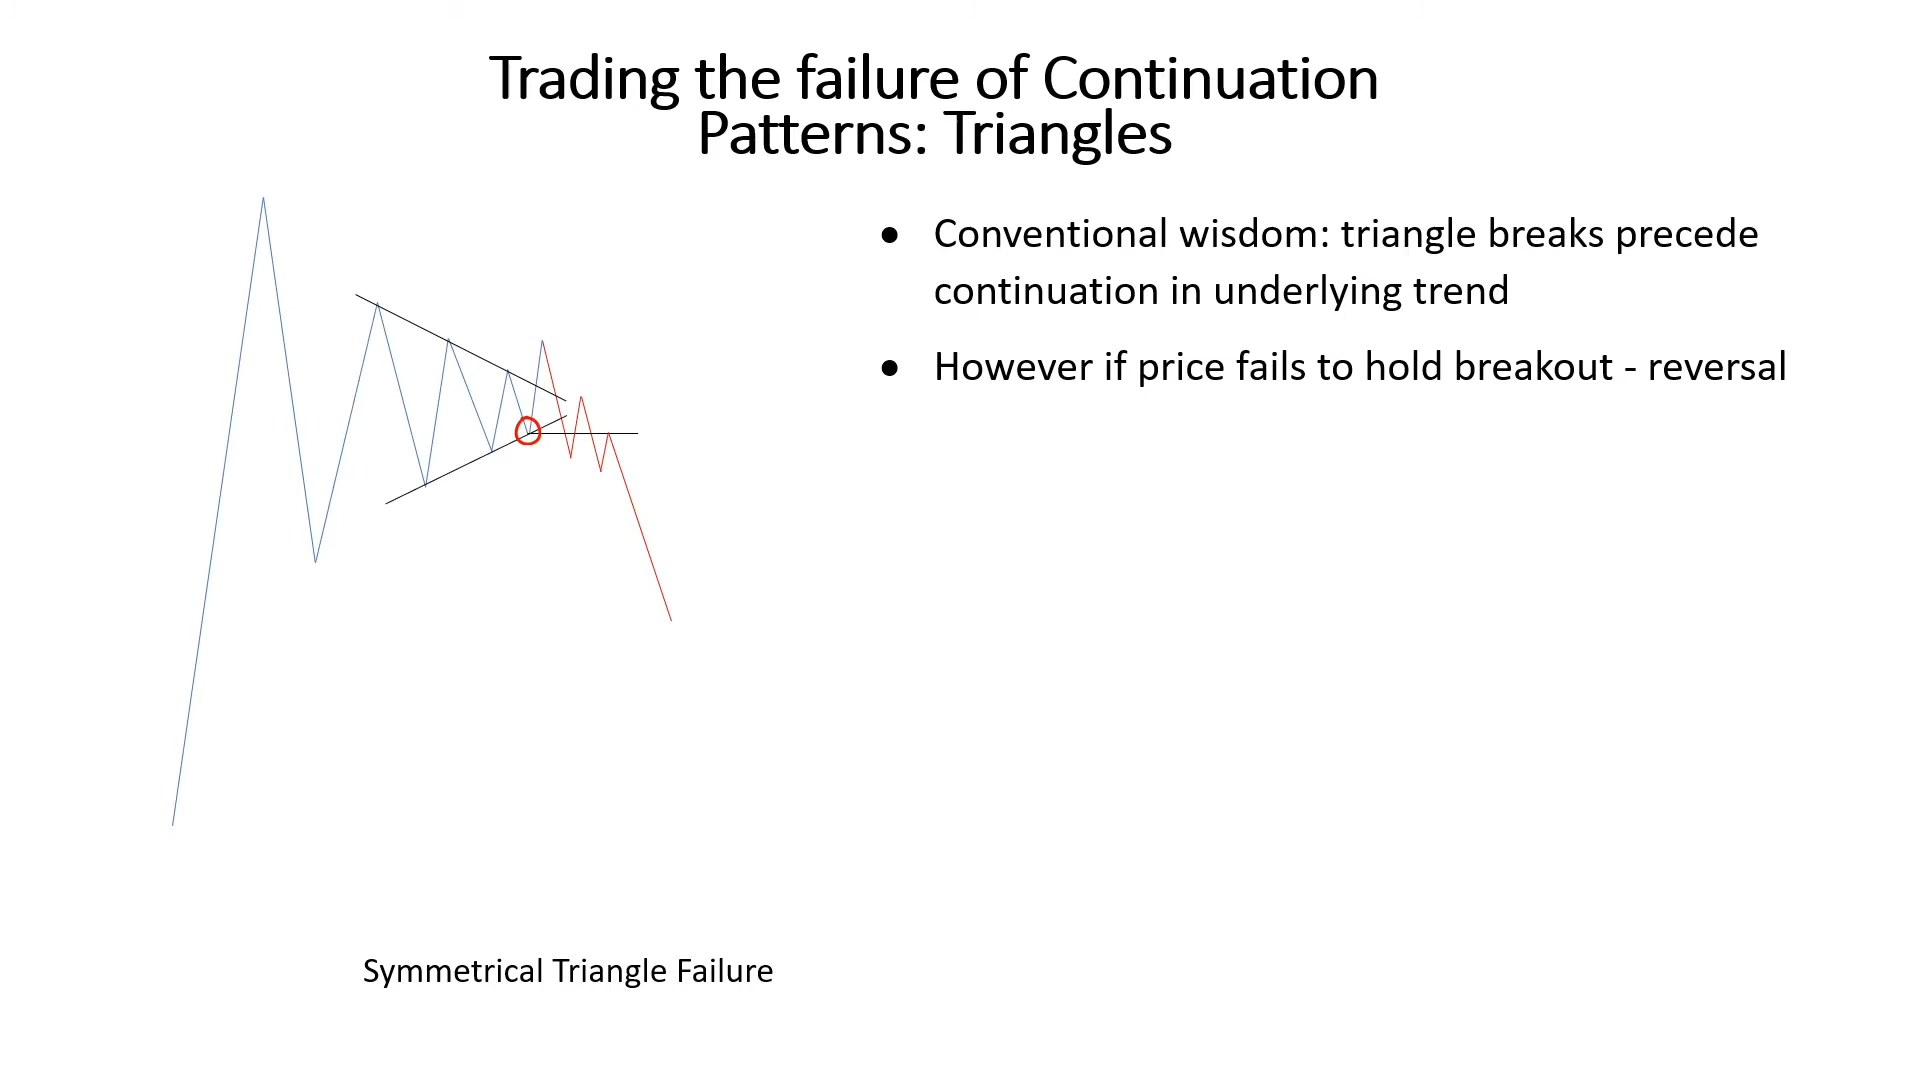 Trading the failure of Continuation
Patterns: Triangles
● Conventional wisdom: triangle breaks precede
continuation in underlying trend
● However if price fails to hold breakout - reversal
Symmetrical Triangle Failure